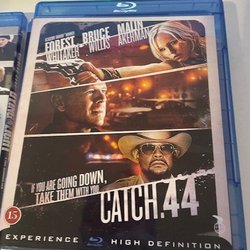 FOREST
WHITAKER
BRUCE
WILLIS
MALIN
AKERMAN
IF YOU ARE GOING DOWN,
TAKE THEM WITH YOU
CATCH.44
15
EXPERIENCE HIGH DEFINITION